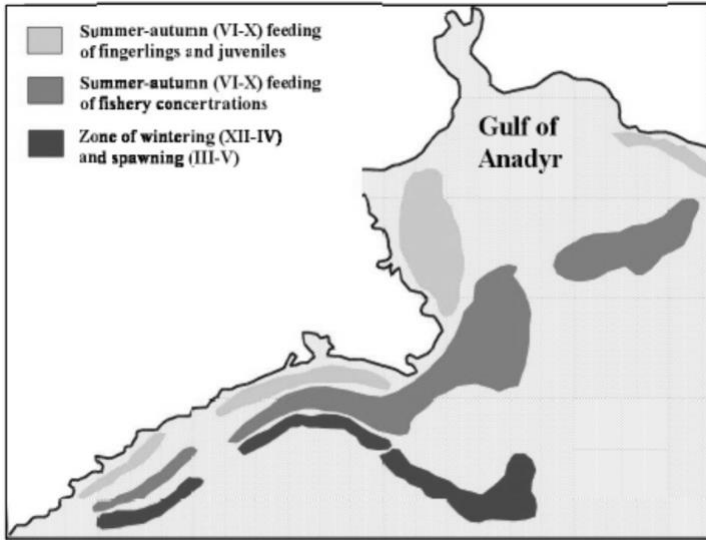 Summer-autumn (VI-X) feeding
of fingerlings and juveniles
Summer-autumn (VI-X) feeding
of fishery concertrations
Zone of wintering (XII-IV)
and spawning (III-V)
Gulf of
Anadyr